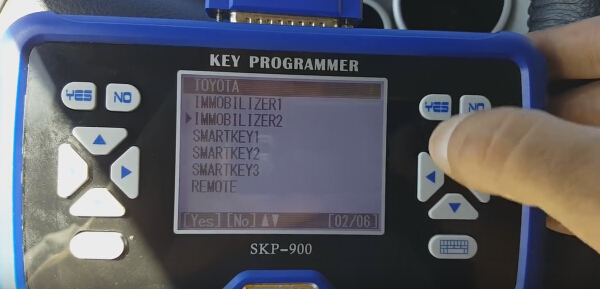 KEY PROGRAMMER
YES NO
YES NO
TOYOTA
IMMOBILIZER1
IMMOBILIZER2
SMARTKEY1
SMARTKEY2
SMARTKEY3
REMOTE
[Yes] [No] ▲▼ [02/06]
SKP-900